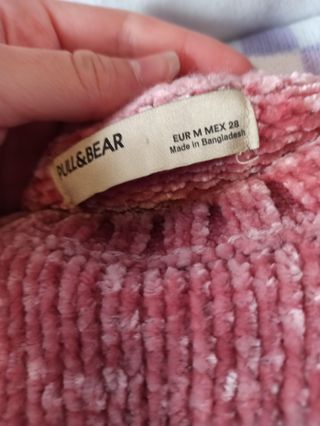 PULL&BEAR
EUR M MEX 28
Made in Bangladesh